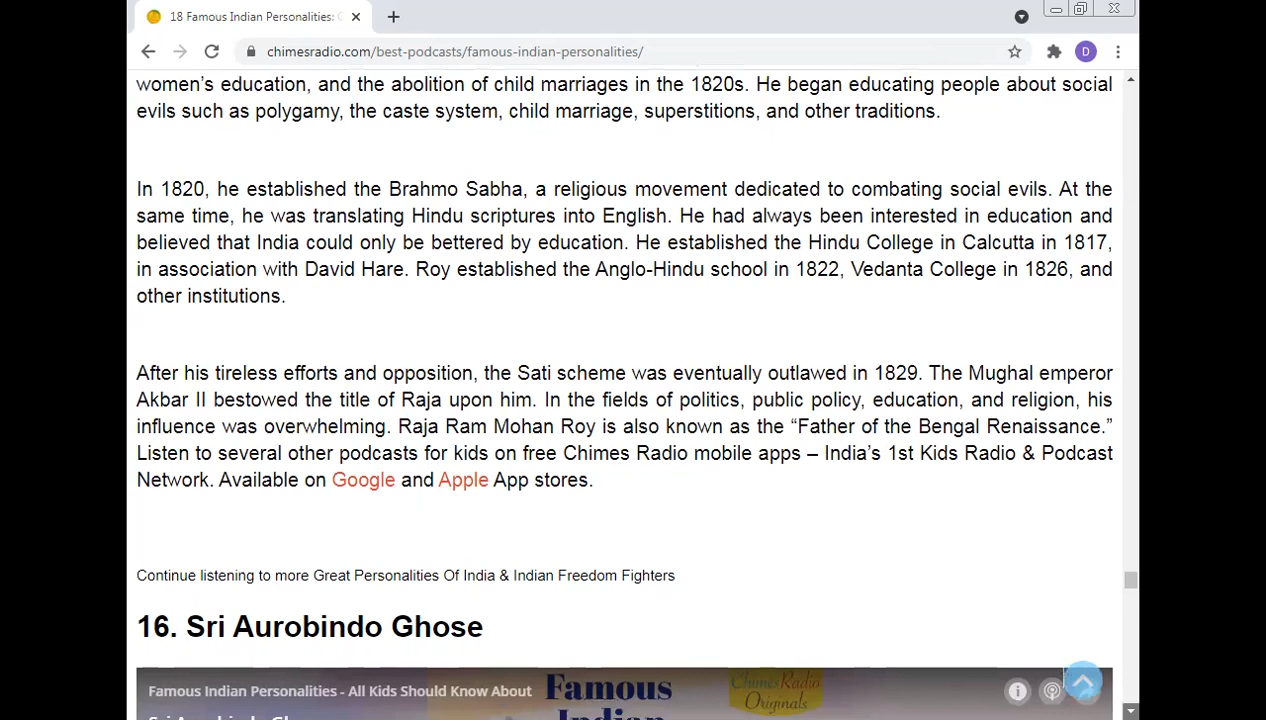 18 Famous Indian Personalities:
chimesradio.com/best-podcasts/famous-indian-personalities/
D
women's education, and the abolition of child marriages in the 1820s. He began educating people about social
evils such as polygamy, the caste system, child marriage, superstitions, and other traditions.
In 1820, he established the Brahmo Sabha, a religious movement dedicated to combating social evils. At the
same time, he was translating Hindu scriptures into English. He had always been interested in education and
believed that India could only be bettered by education. He established the Hindu College in Calcutta in 1817,
in association with David Hare. Roy established the Anglo-Hindu school in 1822, Vedanta College in 1826, and
other institutions.
After his tireless efforts and opposition, the Sati scheme was eventually outlawed in 1829. The Mughal emperor
Akbar II bestowed the title of Raja upon him. In the fields of politics, public policy, education, and religion, his
influence was overwhelming. Raja Ram Mohan Roy is also known as the “Father of the Bengal Renaissance.”
Listen to several other podcasts for kids on free Chimes Radio mobile apps – India's 1st Kids Radio & Podcast
Network. Available on Google and Apple App stores.
Continue listening to more Great Personalities Of India & Indian Freedom Fighters
16. Sri Aurobindo Ghose
Famous Indian Personalities - All Kids Should Know About
Famous
Indian
ChimesRadio
Originals
Sri Aurobindo Ghose